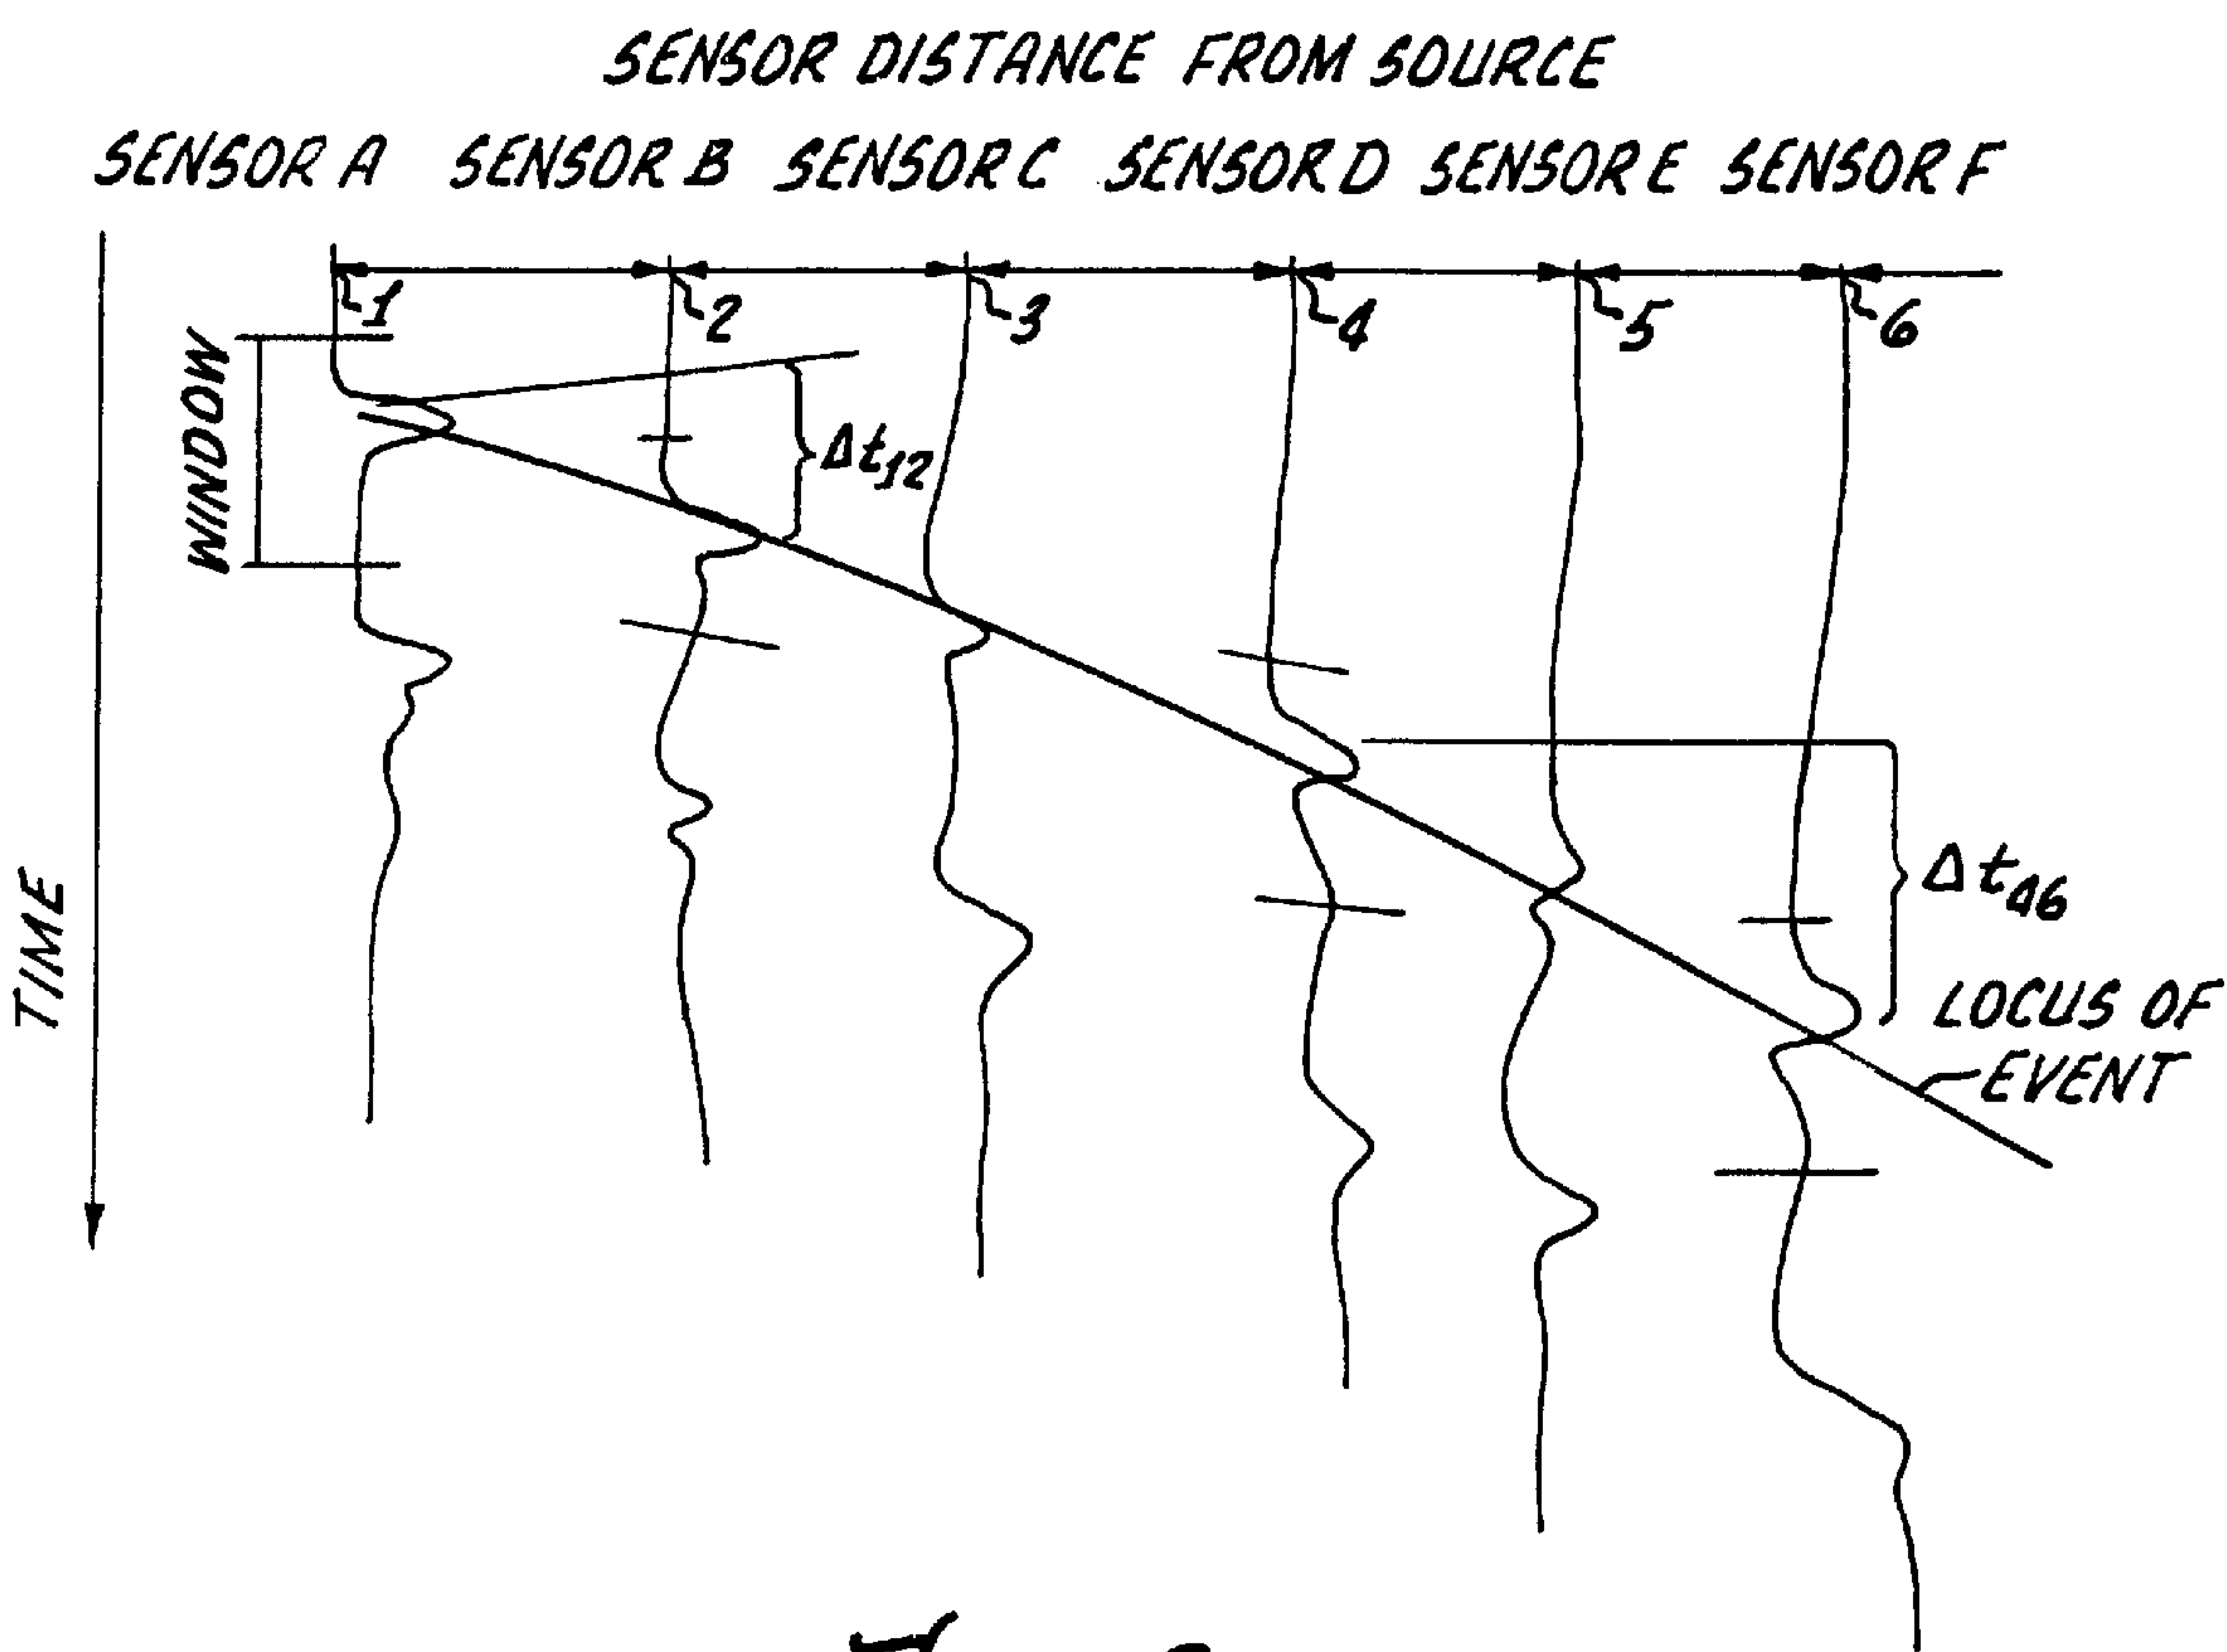 SENSOR DISTANCE FROM SOURCE
SENSOR A SENSOR B SENSOR C SENSOR D SENSOR E SENSOR F
1 2 3 4 5 6
WINDOW
Δt12
TIME
Δt46
LOCUS OF
EVENT